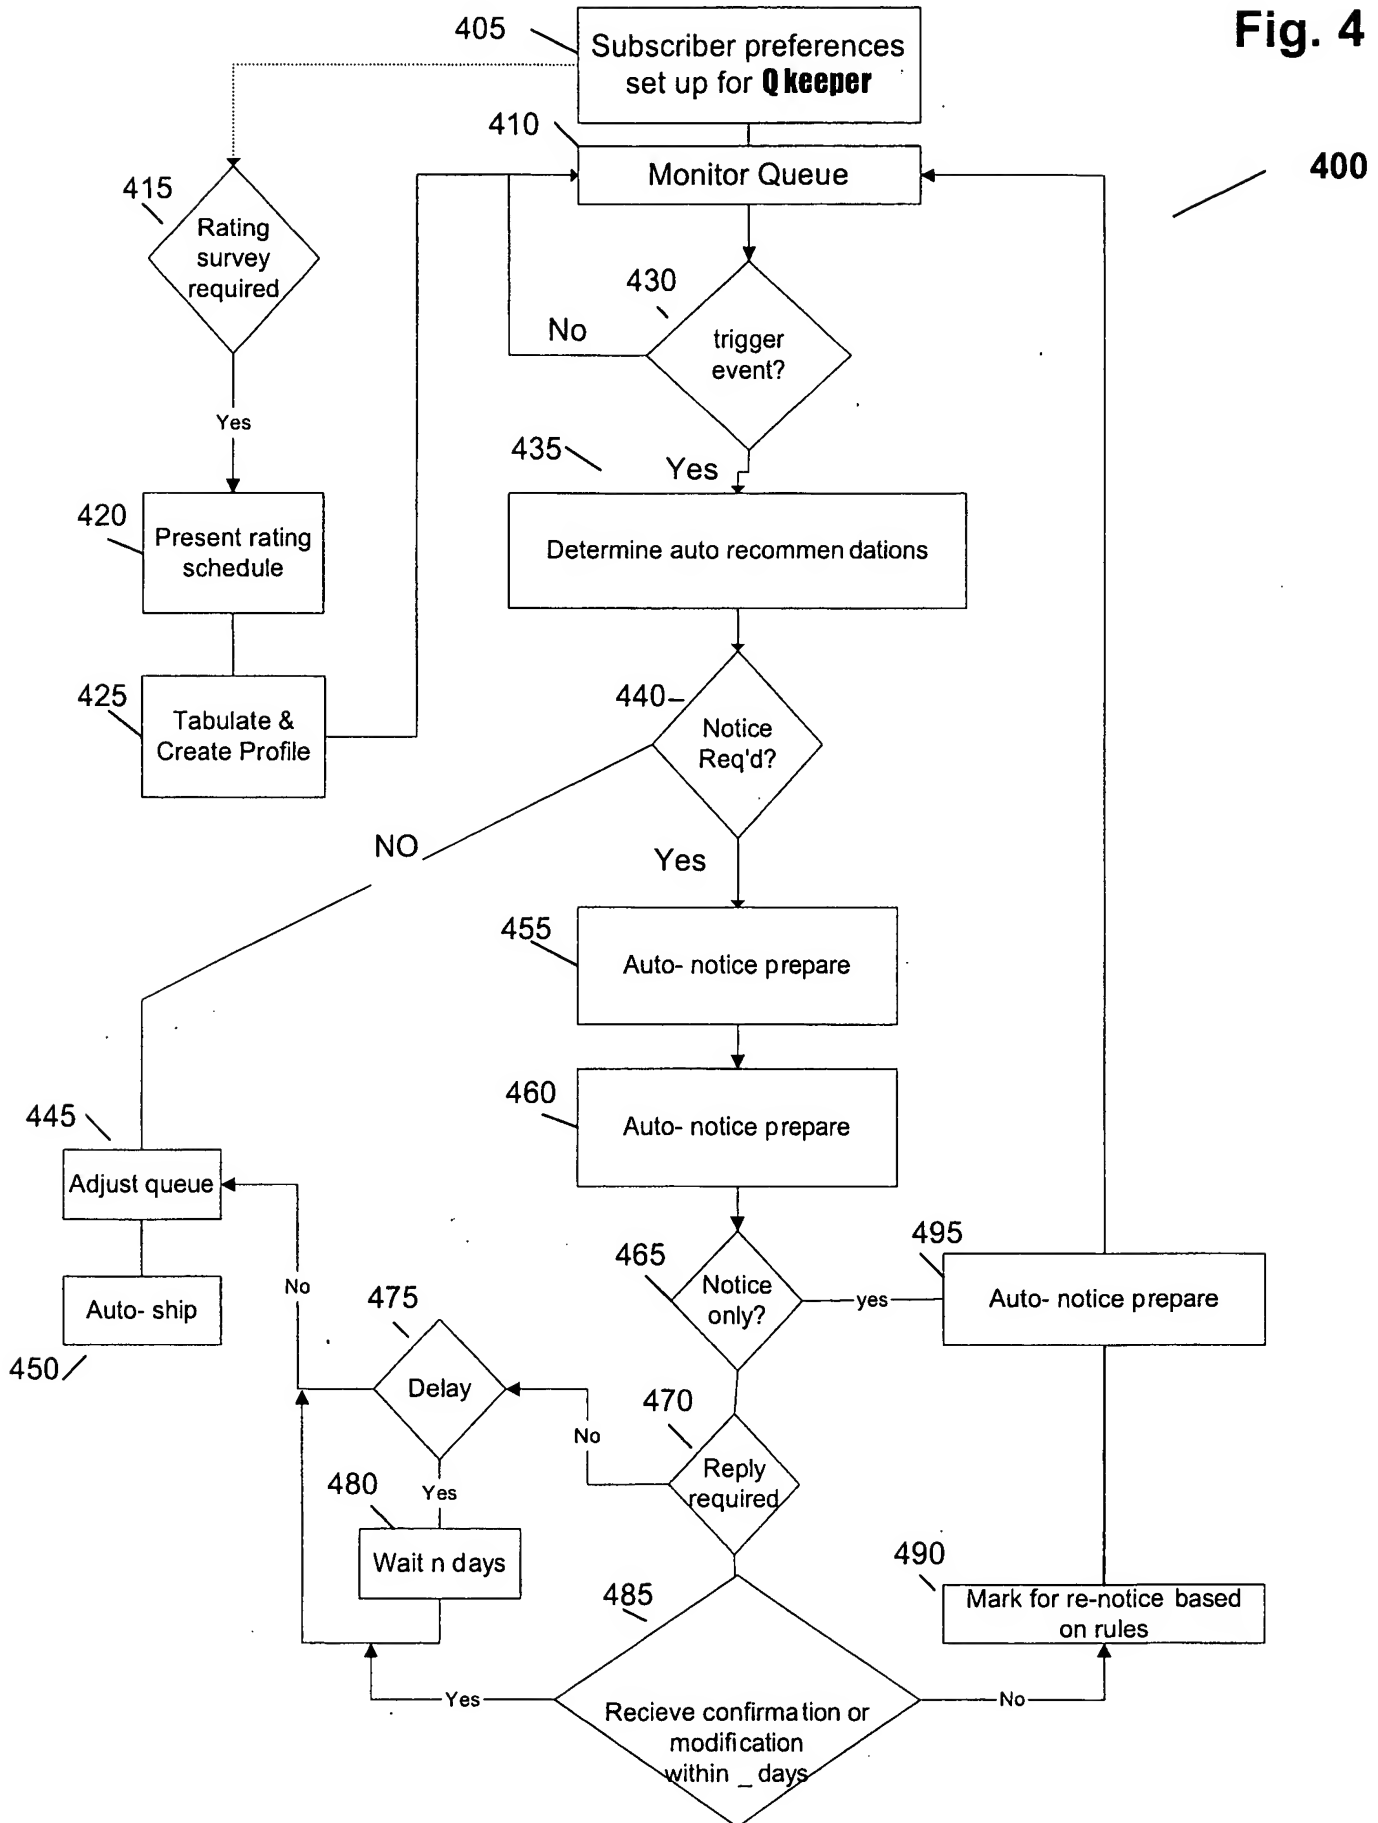 Fig. 4
405
Subscriber preferences
set up for Q keeper
410
Monitor Queue
400
415
Rating
survey
required
430
No
trigger
event?
Yes
435
Yes
420
Present rating
schedule
Determine auto recommen dations
425
Tabulate &
Create Profile
440
Notice
Req'd?
NO
Yes
455
Auto- notice prepare
460
Auto- notice prepare
445
Adjust queue
465
Notice
only?
yes
495
Auto- notice prepare
No
Auto- ship
450
475
Delay
470
No
Reply
required
480
Yes
Wait n days
485
490
Mark for re-notice based
on rules
Yes
No
Recieve confirmation or
modification
within _ days